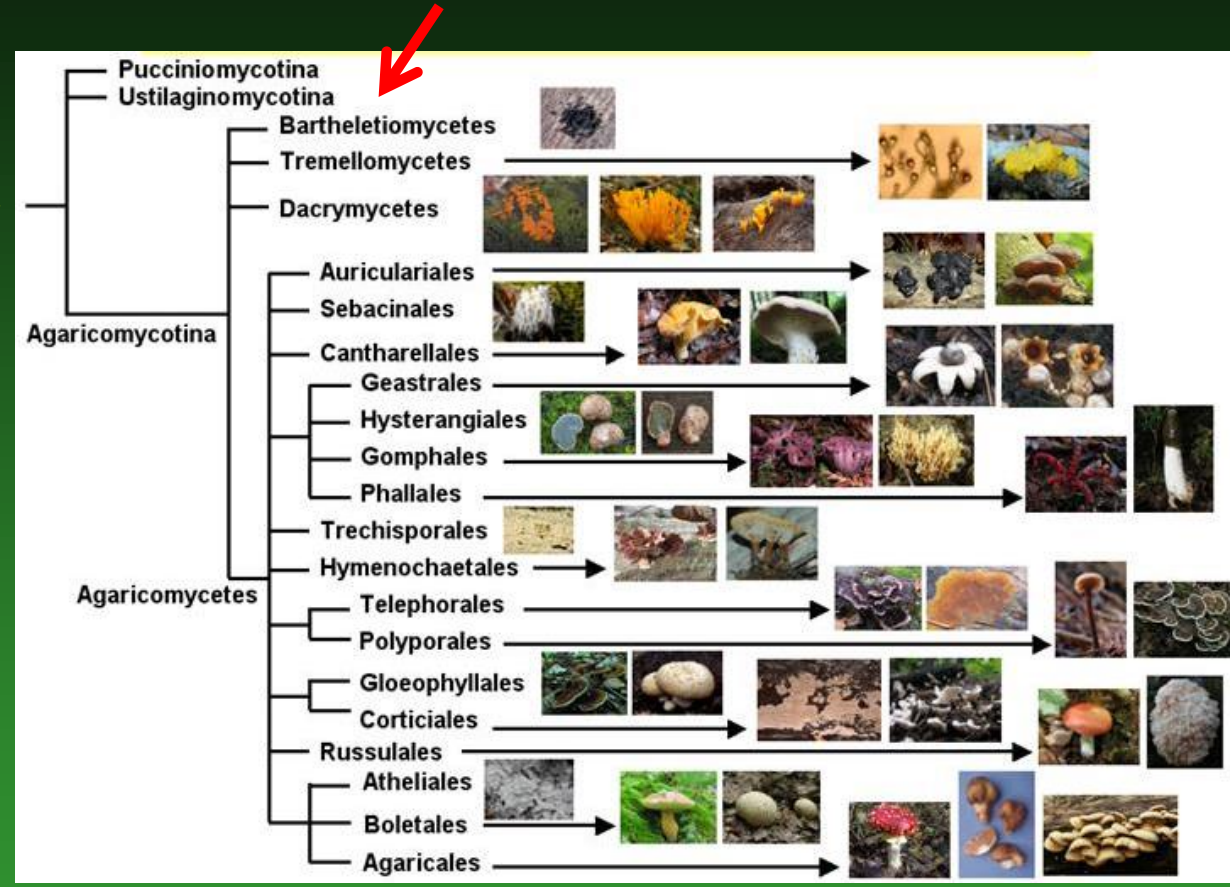 Pucciniomycotina
Ustilaginomycotina
Bartheletiomycetes
Tremellomycetes
Dacrymycetes
Auriculariales
Sebacinales
Agaricomycotina
Cantharellales
Geastrales
Hysterangiales
Gomphales
Phallales
Trechisporales
Hymenochaetales
Agaricomycetes
Telephorales
Polyporales
Gloeophyllales
Corticiales
Russulales
Atheliales
Boletales
Agaricales